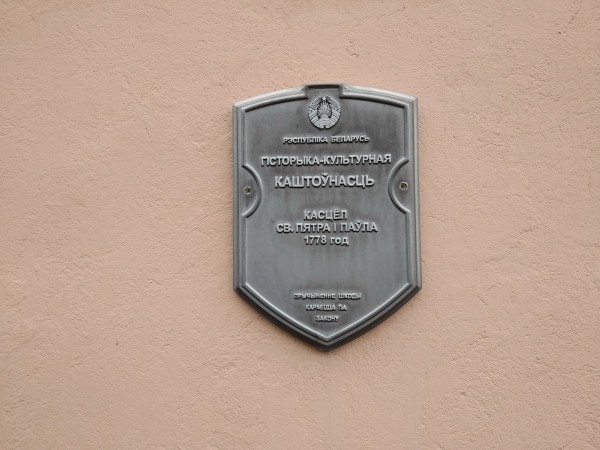 РЭСПУБЛІКА БЕЛАРУСЬ
ГІСТОРЫКА-КУЛЬТУРНАЯ
КАШТОЎНАСЦЬ
КАСЦЁЛ
СВ. ПЯТРА І ПАЎЛА
1778 год
ПРЫЧЫНЕННЕ ШКОДЫ
КАРАЕЦЦА ПА
ЗАКОНУ